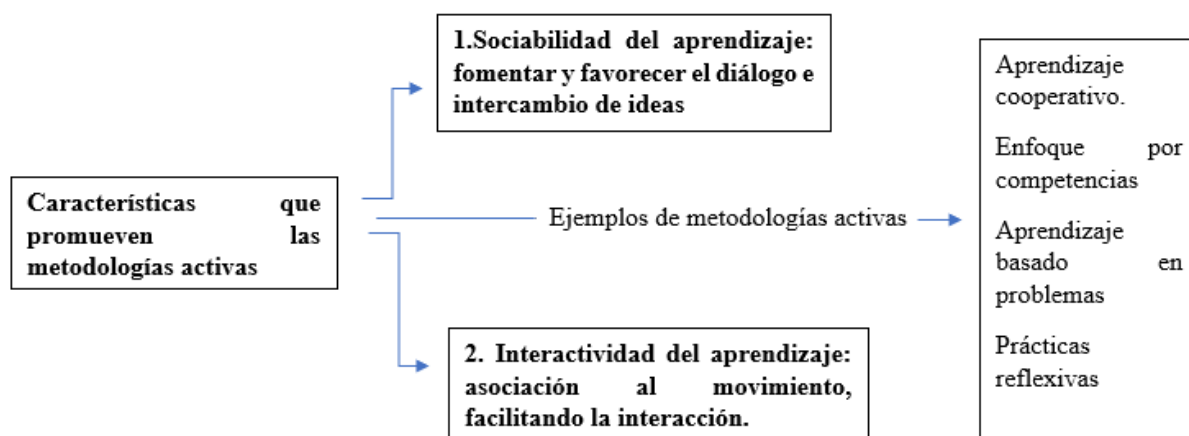 1.Sociabilidad del aprendizaje:
fomentar y favorecer el diálogo e
intercambio de ideas
Características que
promueven las
metodologías activas
Ejemplos de metodologías activas
2. Interactividad del aprendizaje:
asociación al movimiento,
facilitando la interacción.
Aprendizaje
cooperativo.
Enfoque por
competencias
Aprendizaje
basado en
problemas
Prácticas
reflexivas